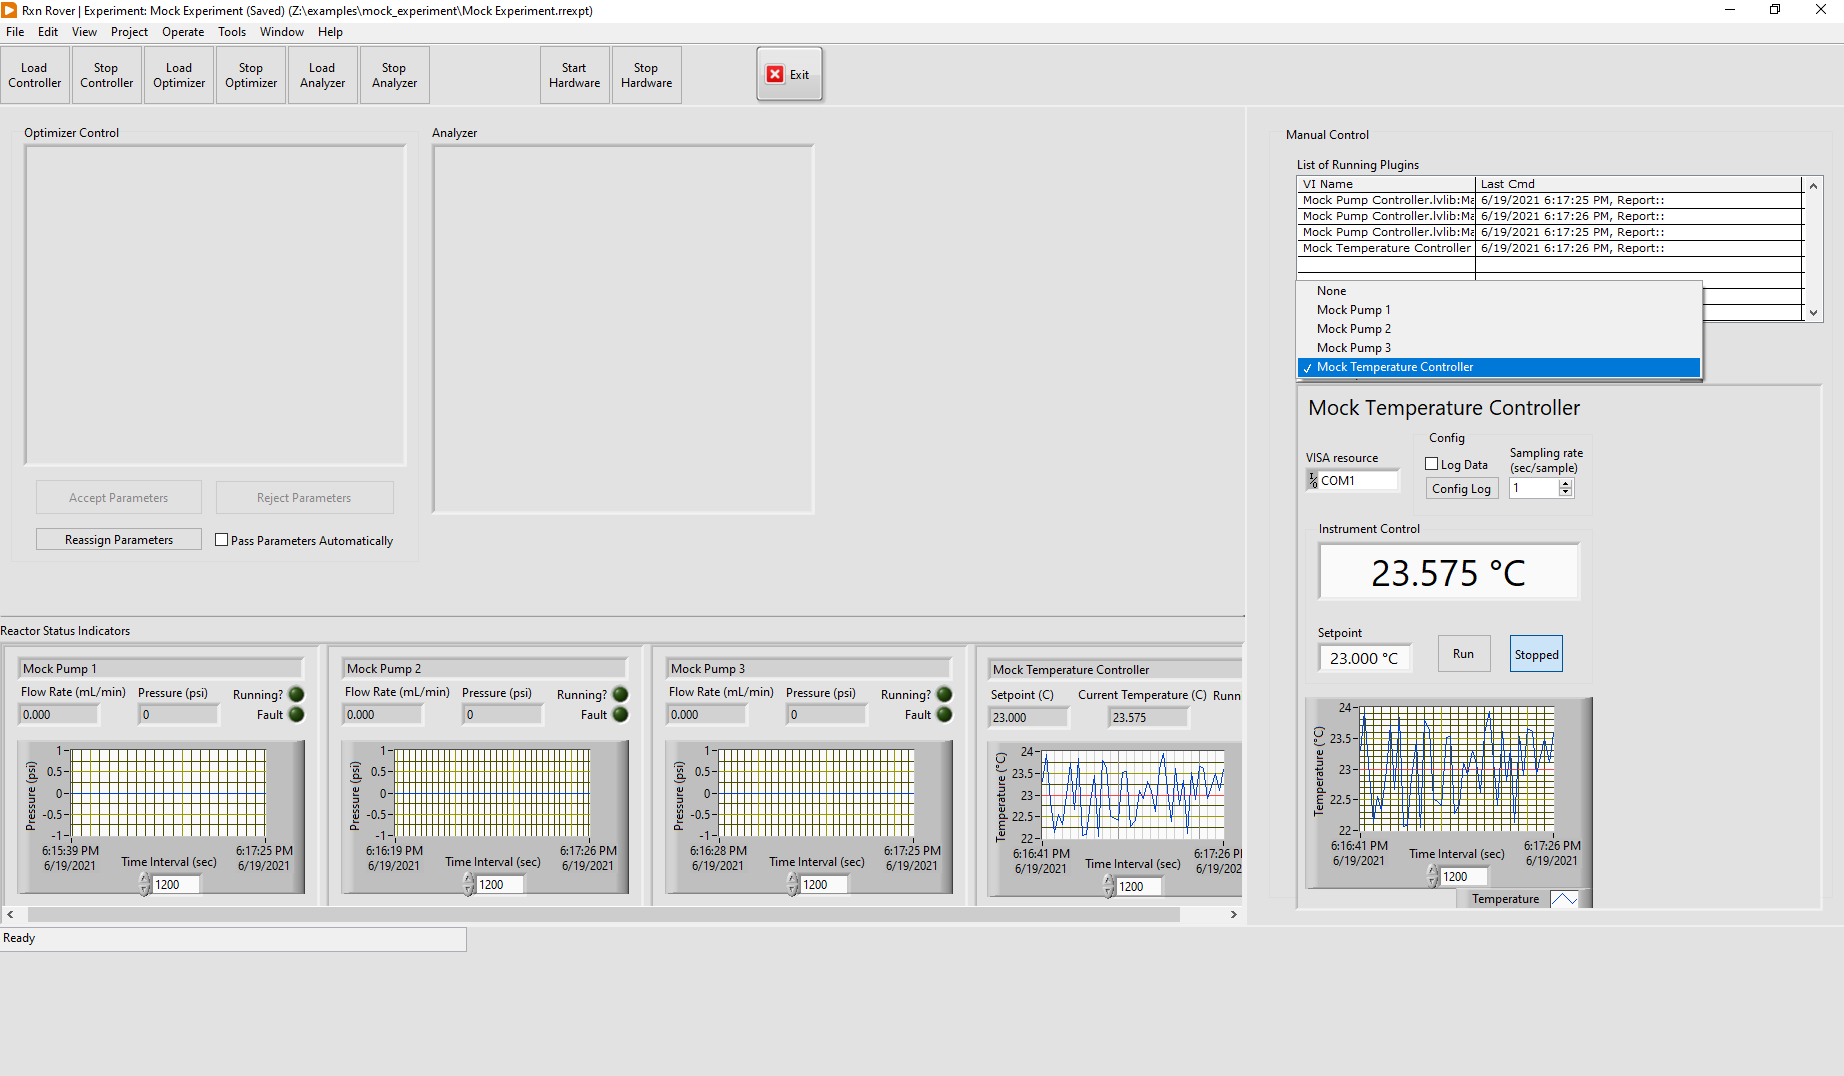 Rxn Rover | Experiment: Mock Experiment (Saved) (Z:\examples\mock_experiment\Mock Experiment.rrexpt)
File Edit View Project Operate Tools Window Help
Load Controller
Stop Controller
Load Optimizer
Stop Optimizer
Load Analyzer
Stop Analyzer
Start Hardware
Stop Hardware
Exit
Optimizer Control
Analyzer
Accept Parameters
Reject Parameters
Reassign Parameters
Pass Parameters Automatically
Manual Control
List of Running Plugins
VI Name Last Cmd
Mock Pump Controller.lvlib:Ma 6/19/2021 6:17:25 PM, Report::
Mock Pump Controller.lvlib:Ma 6/19/2021 6:17:26 PM, Report::
Mock Pump Controller.lvlib:Ma 6/19/2021 6:17:25 PM, Report::
Mock Temperature Controller 6/19/2021 6:17:26 PM, Report::
None
Mock Pump 1
Mock Pump 2
Mock Pump 3
✓ Mock Temperature Controller
Mock Temperature Controller
VISA resource
COM1
Config
Log Data
Config Log
Sampling rate
(sec/sample)
1
Instrument Control
23.575 °C
Setpoint
23.000 °C
Run
Stopped
Temperature (°C)
24
23.5
23
22.5
22
6:16:41 PM
6/19/2021
6:17:26 PM
6/19/2021
Time Interval (sec)
1200
Temperature
Reactor Status Indicators
Mock Pump 1
Flow Rate (mL/min) Pressure (psi) Running?
0.000 0 Fault
Pressure (psi)
1
0.5
0
-0.5
-1
6:15:39 PM
6/19/2021
6:17:25 PM
6/19/2021
Time Interval (sec)
1200
Mock Pump 2
Flow Rate (mL/min) Pressure (psi) Running?
0.000 0 Fault
Pressure (psi)
1
0.5
0
-0.5
-1
6:16:19 PM
6/19/2021
6:17:26 PM
6/19/2021
Time Interval (sec)
1200
Mock Pump 3
Flow Rate (mL/min) Pressure (psi) Running?
0.000 0 Fault
Pressure (psi)
1
0.5
0
-0.5
-1
6:16:28 PM
6/19/2021
6:17:25 PM
6/19/2021
Time Interval (sec)
1200
Mock Temperature Controller
Setpoint (C) Current Temperature (C) Runn
23.000 23.575
Temperature (°C)
24
23.5
23
22.5
22
6:16:41 PM
6/19/2021
6:17:26 P
6/19/202
Time Interval (sec)
1200
Ready